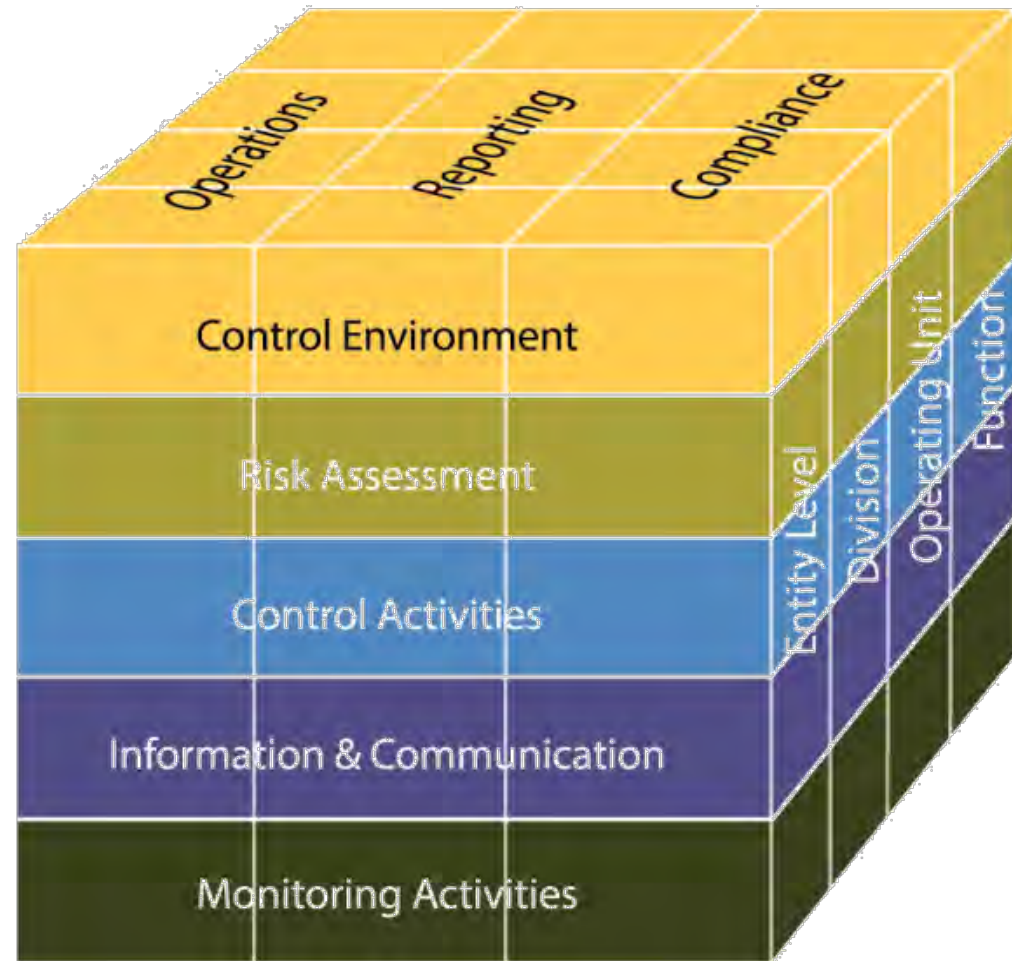 Operations
Reporting
Compliance
Control Environment
Risk Assessment
Control Activities
Information & Communication
Monitoring Activities
Entity Level
Division
Operating Unit
Function